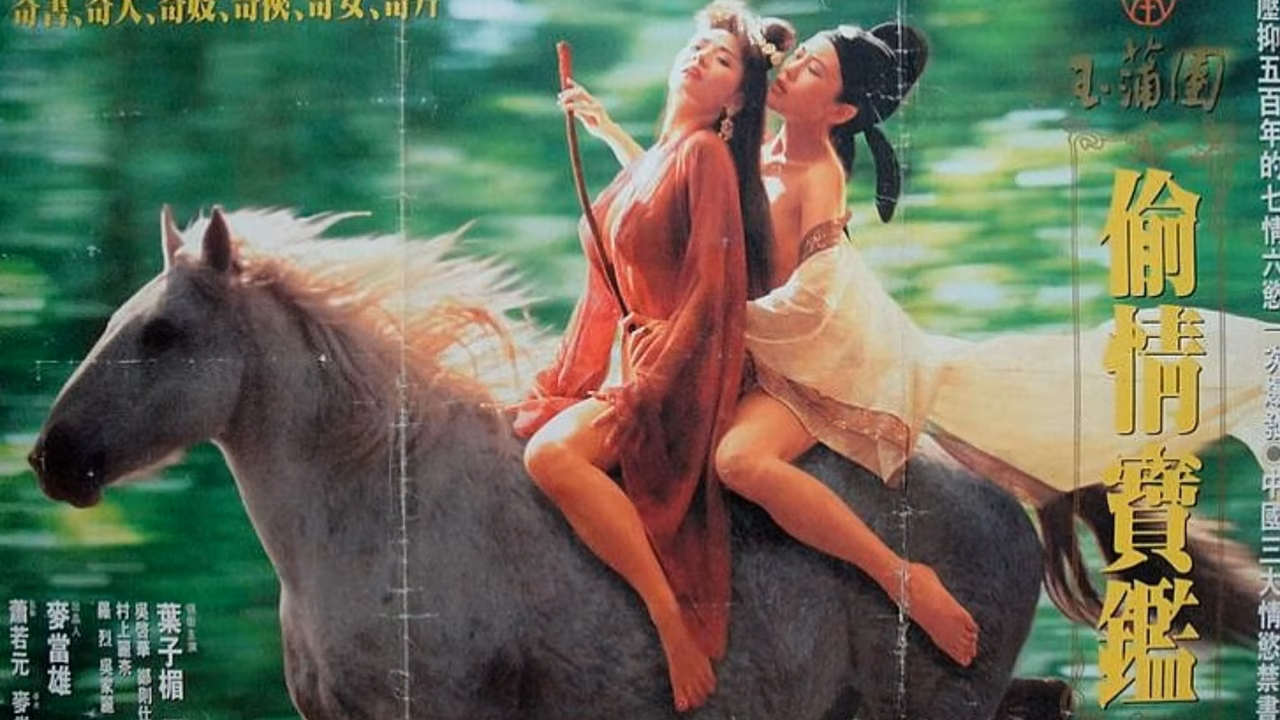 奇書、奇人、奇妓、奇俠、奇女、奇片
玉蒲團
偷情寶鑑
壓抑五百年的七情六慾
●中國三大情慾禁書
葉子楣
吳啓華 鄭則仕
村上麗奈
羅烈 吳家麗
麥當雄
蕭若元